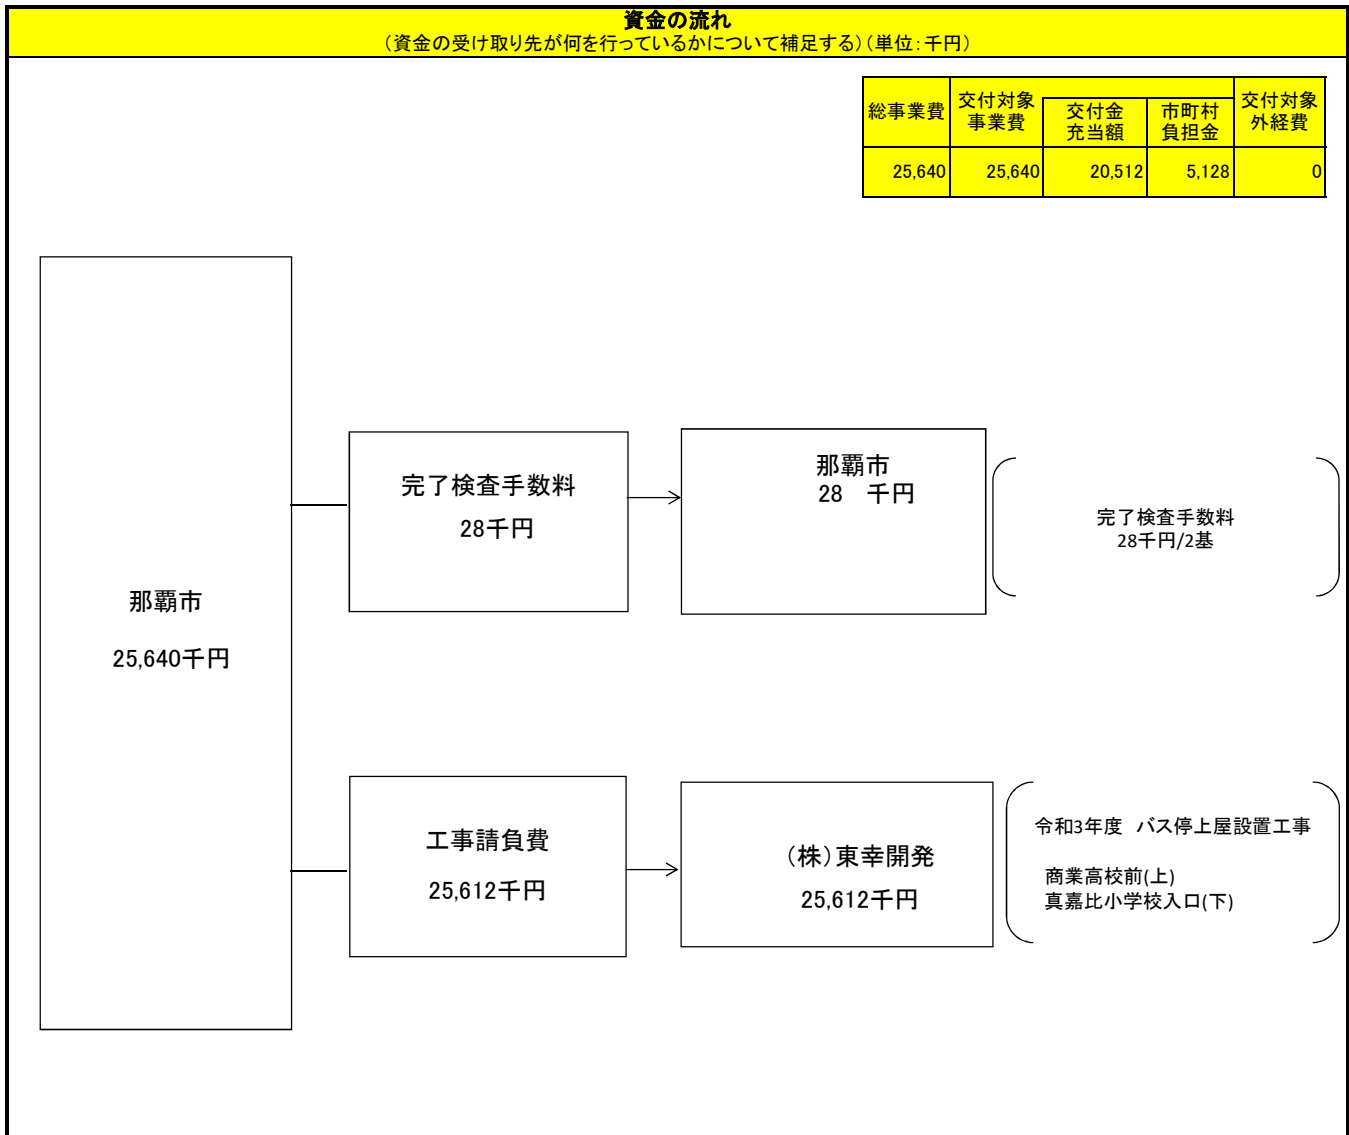 資金の流れ
（資金の受け取り先が何を行っているかについて補足する）（単位：千円）
総事業費
交付対象
事業費
交付金
充当額
市町村
負担金
交付対象
外経費
25,640 25,640 20,512 5,128 0
那覇市
25,640千円
完了検査手数料
28千円
那覇市
28　千円
完了検査手数料
28千円/2基
工事請負費
25,612千円
（株）東幸開発
25,612千円
令和3年度　バス停上屋設置工事
商業高校前(上)
真嘉比小学校入口(下)